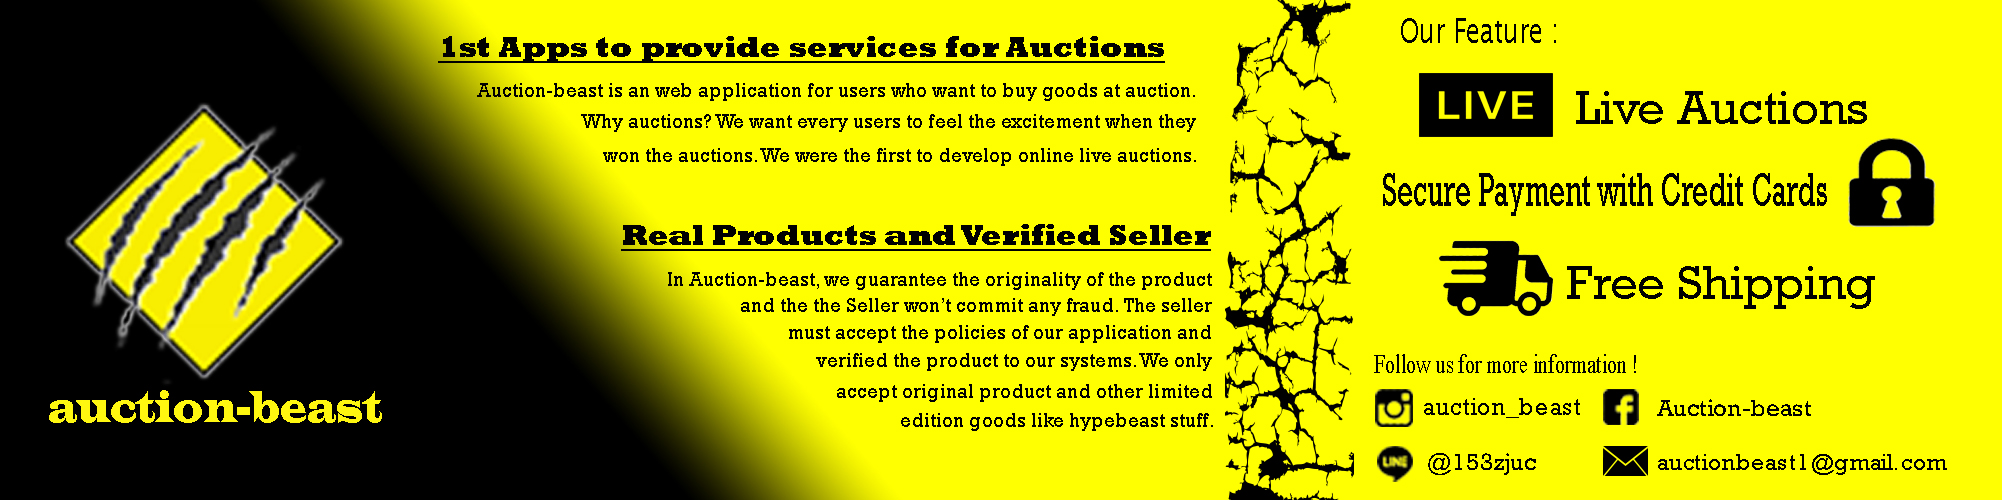 auction-beast
1st Apps to provide services for Auctions
Auction-beast is an web application for users who want to buy goods at auction.
Why auctions? We want every users to feel the excitement when they
won the auctions. We were the first to develop online live auctions.
Real Products and Verified Seller
In Auction-beast, we guarantee the originality of the product
and the the Seller won't commit any fraud. The seller
must accept the policies of our application and
verified the product to our systems. We only
accept original product and other limited
edition goods like hypebeast stuff.
Our Feature :
LIVE Live Auctions
Secure Payment with Credit Cards
Free Shipping
Follow us for more information !
auction_beast Auction-beast
LINE @153zjuc auctionbeast1@gmail.com